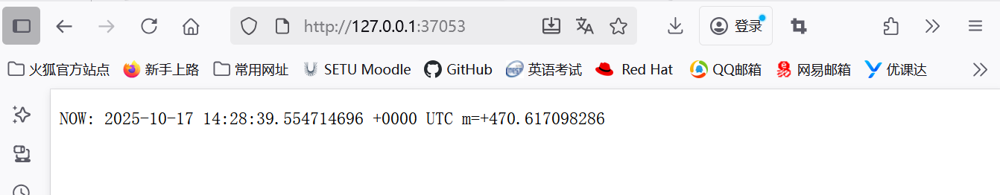 http://127.0.0.1:37053
登录
火狐官方站点 新手上路 常用网址 SETU Moodle GitHub 英语考试 Red Hat QQ邮箱 网易邮箱 优课达
NOW: 2025-10-17 14:28:39.554714696 +0000 UTC m=+470.617098286